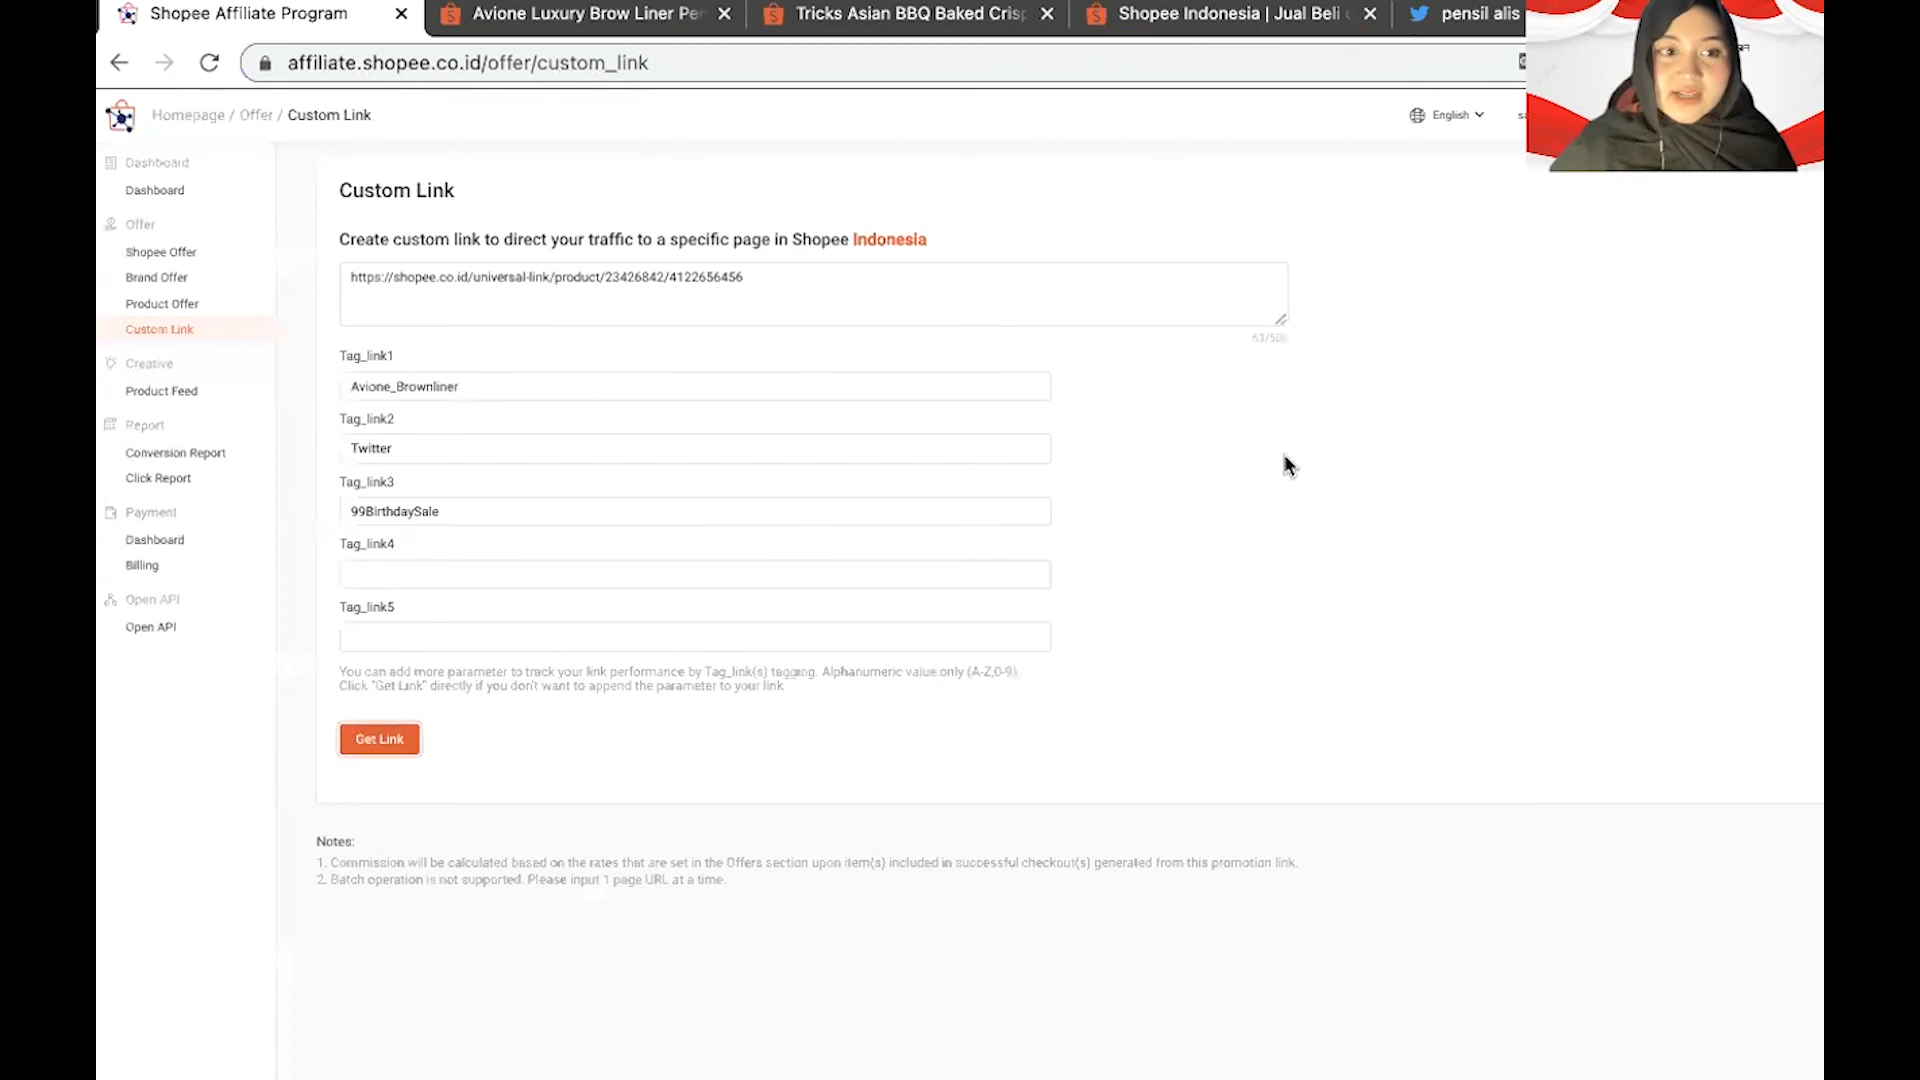 Shopee Affiliate Program
Avione Luxury Brow Liner Pe
Tricks Asian BBQ Baked Cris
Shopee Indonesia | Jual Beli
pensil alis
affiliate.shopee.co.id/offer/custom_link
Homepage / Offer / Custom Link
English
Dashboard
Dashboard
Offer
Shopee Offer
Brand Offer
Product Offer
Custom Link
Creative
Product Feed
Report
Conversion Report
Click Report
Payment
Dashboard
Billing
Open API
Open API
Custom Link
Create custom link to direct your traffic to a specific page in Shopee Indonesia
https://shopee.co.id/universal-link/product/23426842/4122656456
63/500
Tag_link1
Avione_Brownliner
Tag_link2
Twitter
Tag_link3
99BirthdaySale
Tag_link4
Tag_link5
You can add more parameter to track your link performance by Tag_link(s) tagging. Alphanumeric value only (A-Z,0-9).
Click "Get Link" directly if you don't want to append the parameter to your link.
Get Link
Notes:
1. Commission will be calculated based on the rates that are set in the Offers section upon item(s) included in successful checkout(s) generated from this promotion link.
2. Batch operation is not supported. Please input 1 page URL at a time.